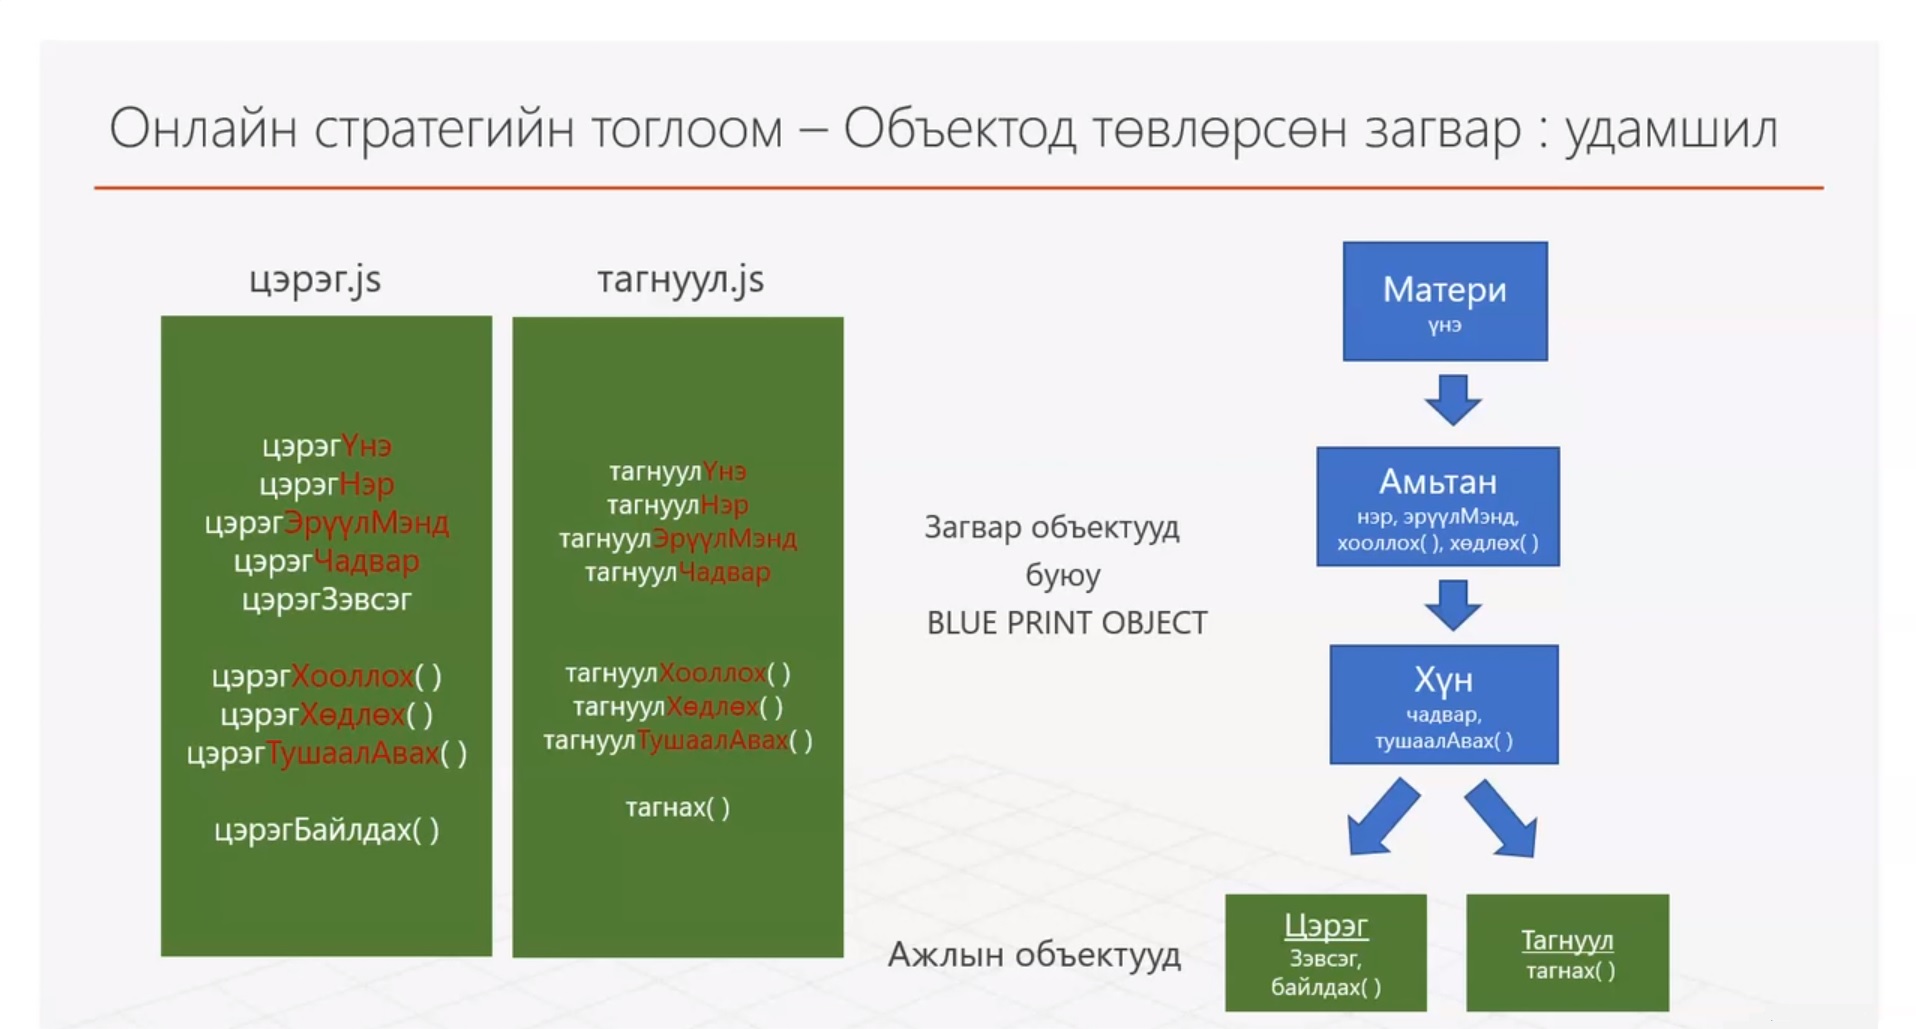 Онлайн стратегийн тоглоом – Объектод төвлөрсөн загвар : удамшил
цэрэг.js
цэрэгҮнэ
цэрэгНэр
цэрэгЭрүүлМэнд
цэрэгЧадвар
цэрэгЗэвсэг
цэрэгХооллох( )
цэрэгХөдлөх( )
цэрэгТушаалАвах( )
цэрэгБайлдах( )
тагнуул.js
тагнуулҮнэ
тагнуулНэр
тагнуулЭрүүлМэнд
тагнуулЧадвар
тагнуулХооллох( )
тагнуулХөдлөх( )
тагнуулТушаалАвах( )
тагнах( )
Загвар объектууд
буюу
BLUE PRINT OBJECT
Матери
үнэ
Амьтан
нэр, эрүүлМэнд,
хооллох( ), хөдлөх( )
Хүн
чадвар,
тушаалАвах( )
Ажлын объектууд
Цэрэг
Зэвсэг,
байлдах( )
Тагнуул
тагнах( )